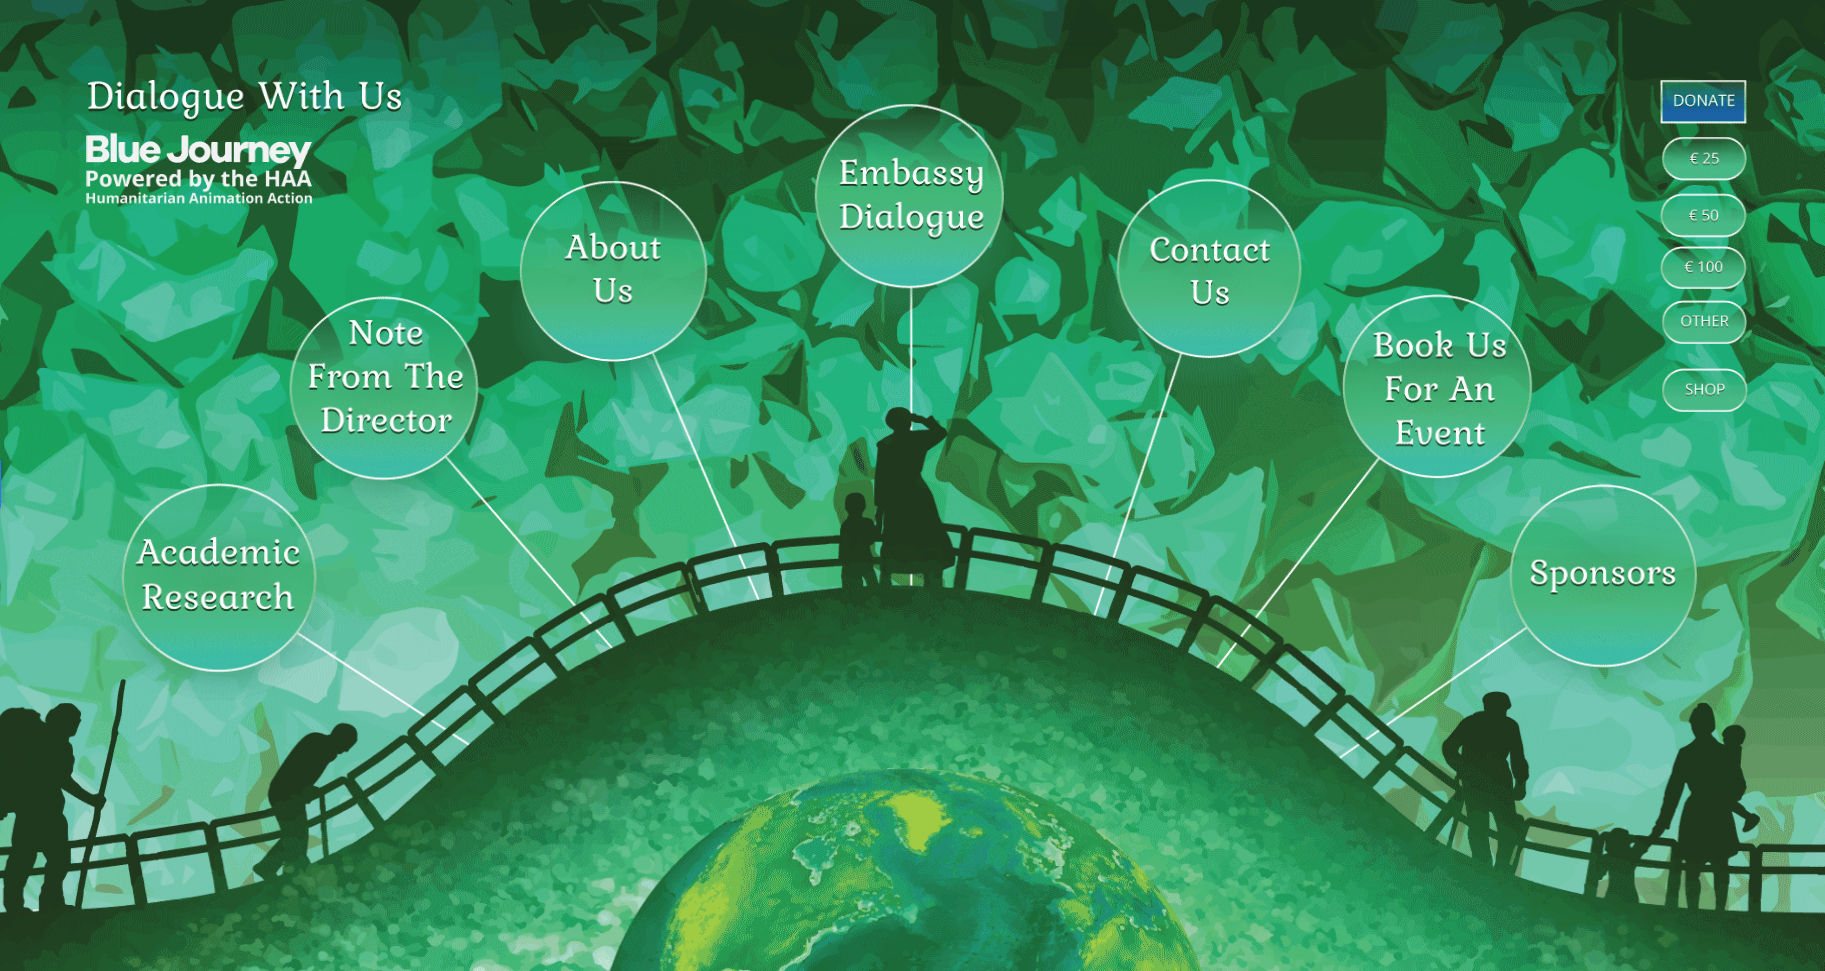 Dialogue With Us
Blue Journey
Powered by the HAA
Humanitarian Animation Action
Academic
Research
Note
From The
Director
About
Us
Embassy
Dialogue
Contact
Us
Book Us
For An
Event
Sponsors
DONATE
€ 25
€ 50
€ 100
OTHER
SHOP